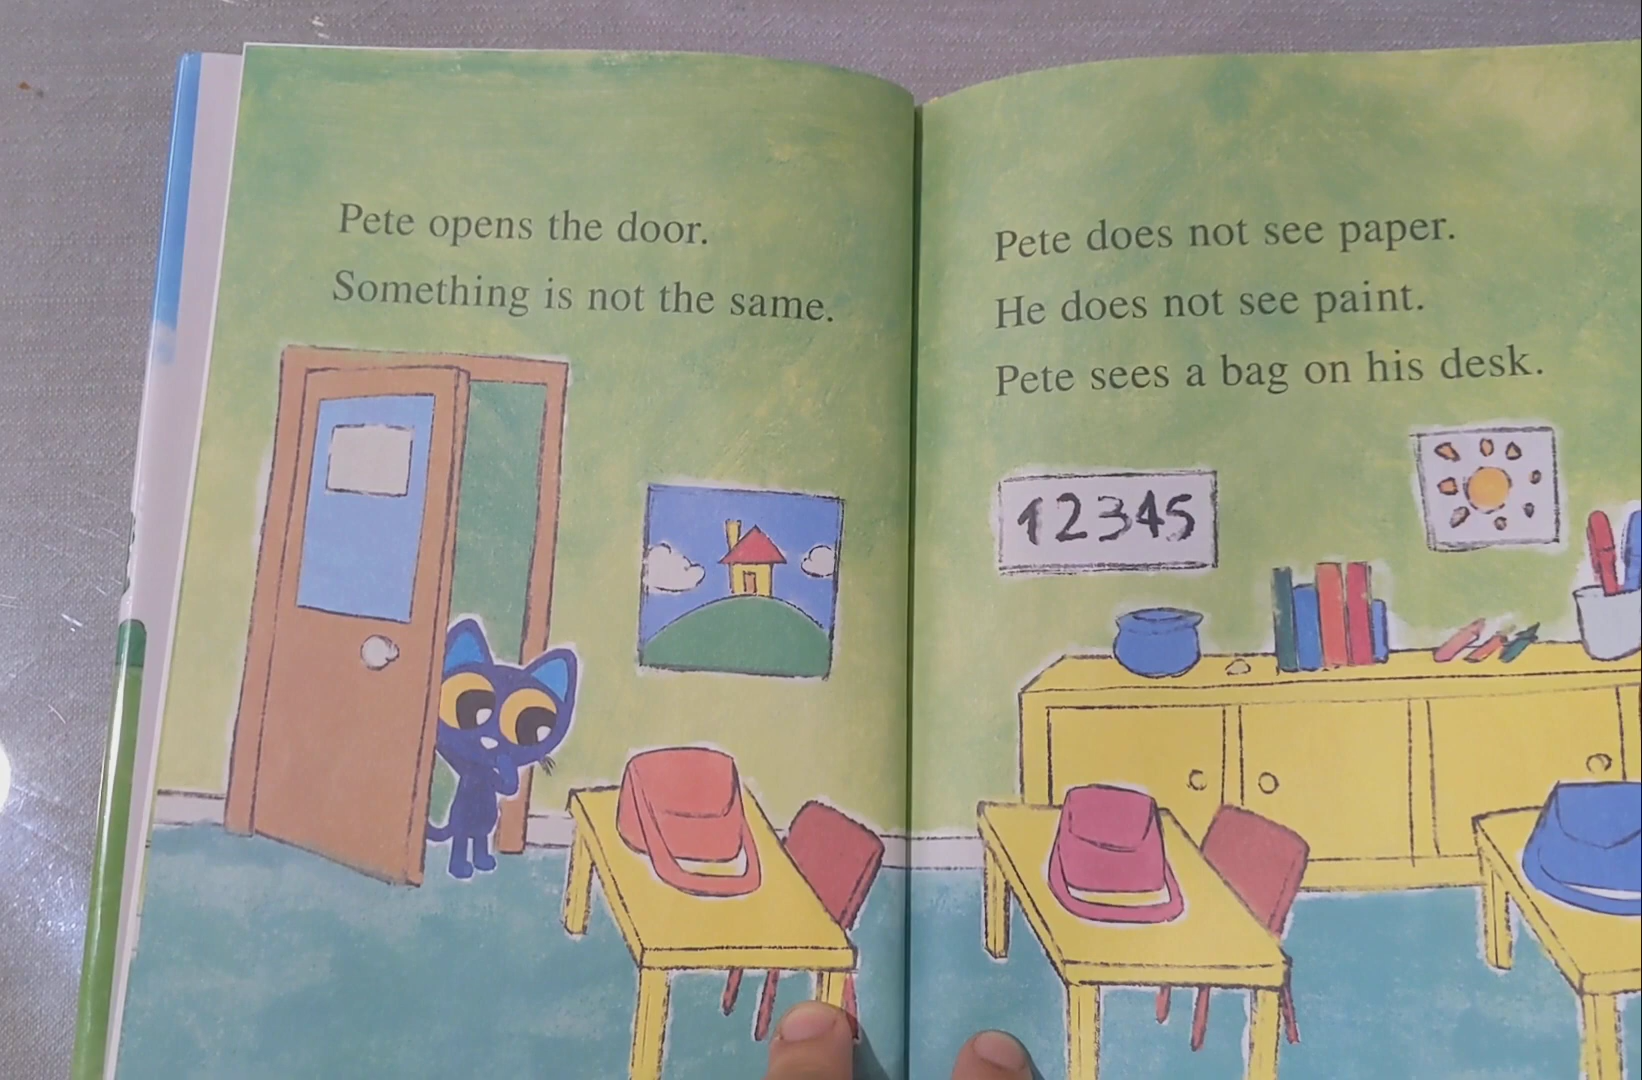 Pete opens the door.
Something is not the same.
Pete does not see paper.
He does not see paint.
Pete sees a bag on his desk.
12345